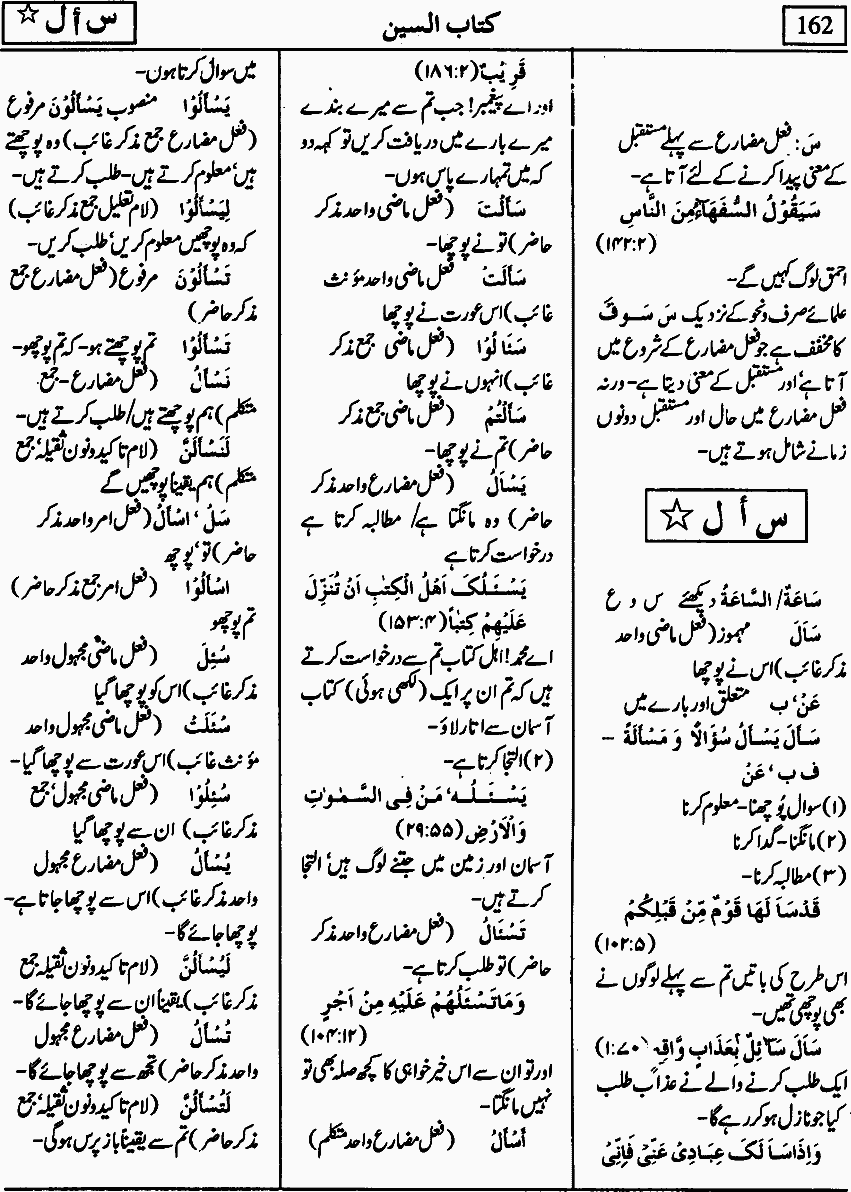 162
کتاب السین
س أ ل ☆
سَ: فعل مضارع سے پہلے مستقبل
کے معنی پیدا کرنے کے لئے آتا ہے-
سَيَقُوْلُ السُّفَهَاءُ مِنَ النَّاسِ
(۱۴۲:۲)
احمق لوگ کہیں گے-
علمائے صرف و نحو کے نزدیک سَ سَوفَ
کا مخفف ہے جو فعل مضارع کے شروع میں
آتا ہے' اور مستقبل کے معنی دیتا ہے- ورنہ
فعل مضارع میں حال اور مستقبل دونوں
زمانے شامل ہوتے ہیں-
س أ ل ☆
سَاعَةٌ/ السَّاعَةُ دیکھئے س و ع
سَأَلَ مہموز (فعل ماضی واحد
مذکر غائب) اس نے پوچھا
عَنْ' ب متعلق اور بارے میں
سَأَلَ يَسْأَلُ سُؤَالًا وَ مَسْأَلَةً -
ف ب ' عَنْ
(۱) سوال پوچھنا- معلوم کرنا
(۲) مانگنا- گدا کرنا
(۳) مطالبہ کرنا-
قَدْسَاَ لَهَا قَوْمٌ مِّنْ قَبْلِكُمْ
(۱۰۲:۵)
اس طرح کی باتیں تم سے پہلے لوگوں نے
بھی پوچھی تھیں-
سَاَلَ سَآئِلٌ بِعَذَابٍ وَّاقِعٍ (۱:۷۰)
ایک طلب کرنے والے نے عذاب طلب
کیا جو نازل ہو کر رہے گا-
وَاِذَاسَاَ لَکَ عِبَادِیْ عَنِّیْ فَاِنِّیْ
قَرِيْبٌ (۱۸۶:۲)
اور اے پیغمبر! جب تم سے میرے بندے
میرے بارے میں دریافت کریں تو کہہ دو
کہ میں تمہارے پاس ہوں-
سَأَلْتَ (فعل ماضی واحد مذکر
حاضر) تو نے پوچھا-
سَأَلَتْ فعل ماضی واحد مؤنث
غائب) اس عورت نے پوچھا
سَئَالُوْا (فعل ماضی جمع مذکر
غائب) انہوں نے پوچھا
سَأَلْتُمْ (فعل ماضی جمع مذکر
حاضر) تم نے پوچھا-
يَسْأَلُ (فعل مضارع واحد مذکر
حاضر) وہ مانگتا ہے/ مطالبہ کرتا ہے
درخواست کرتا ہے
يَسْئَلُکَ اَهْلُ الْکِتٰبِ اَنْ تُنَزِّلَ
عَلَيْهِمْ کِتٰباً (۱۵۳:۴)
اے محمد! اہل کتاب تم سے درخواست کرتے
ہیں کہ تم ان پر ایک (لکھی ہوئی) کتاب
آسمان سے اتار لاؤ-
(۲) التجا کرتا ہے-
يَسْئَلُهٗ مَنْ فِی السَّمٰوٰتِ
وَالْاَرْضِ (۲۹:۵۵)
آسمان اور زمین میں جتنے لوگ ہیں' التجا
کرتے ہیں-
تَسْئَالُ (فعل مضارع واحد مذکر
حاضر) تو طلب کرتا ہے-
وَمَاتَسْئَلُهُمْ عَلَيْهِ مِنْ اَجْرٍ
(۱۰۴:۱۲)
اور تو ان سے اس خیر خواہی کا کچھ صلہ بھی تو
نہیں مانگتا-
أَسْأَلُ (فعل مضارع واحد متکلم)
میں سوال کرتا ہوں-
يَسْأَلُوْا منصوب يَسْأَلُوْنَ مرفوع
(فعل مضارع جمع مذکر غائب) وہ پوچھتے
ہیں' معلوم کرتے ہیں- طلب کرتے ہیں-
لِيَسْأَلُوْا (لام تعلیل جمع مذکر غائب)
کہ وہ پوچھیں معلوم کریں' طلب کریں-
تَسْأَلُوْنَ مرفوع (فعل مضارع جمع
مذکر حاضر)
تَسْأَلُوْا تم پوچھتے ہو- کہ تم پوچھو-
نَسْأَلُ (فعل مضارع- جمع
متکلم) ہم پوچھتے ہیں/ طلب کرتے ہیں-
لَنَسْأَلَنَّ (لام تاکید و نون ثقیلہ' جمع
متکلم) ہم یقیناً پوچھیں گے
سَلْ ' اسْأَلْ (فعل امر واحد مذکر
حاضر) تو' پوچھ
اسْأَلُوْا (فعل امر جمع مذکر حاضر)
تم پوچھو
سُئِلَ (فعل ماضی مجہول واحد
مذکر غائب) اس کو پوچھا گیا
سُئِلَتْ (فعل ماضی مجہول واحد
مؤنث غائب) اس عورت سے پوچھا گیا-
سُئِلُوْا (فعل ماضی مجہول' جمع
مذکر غائب) ان سے پوچھا گیا
يُسْأَلُ (فعل مضارع مجہول
واحد مذکر غائب) اس سے پوچھا جاتا ہے-
پوچھا جائے گا-
لَيُسْأَلُنَّ (لام تاکید و نون ثقیلہ جمع
مذکر غائب) یقیناً ان سے پوچھا جائے گا-
تُسْأَلُ (فعل مضارع مجہول
واحد مذکر حاضر) تجھ سے پوچھا جائے گا-
لَتُسْأَلُنَّ (لام تاکید و نون ثقیلہ' جمع
مذکر حاضر) تم سے یقیناً باز پرس ہوگی-